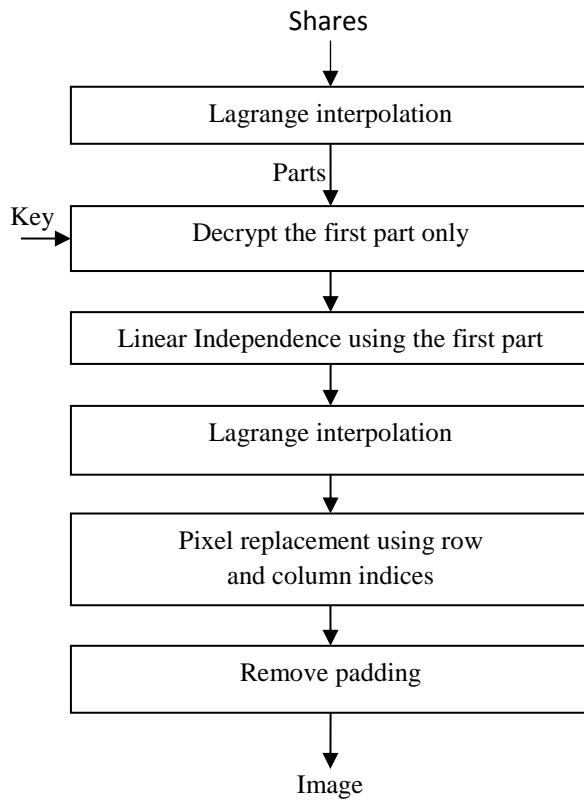 Shares
Lagrange interpolation
Parts
Key
Decrypt the first part only
Linear Independence using the first part
Lagrange interpolation
Pixel replacement using row
and column indices
Remove padding
Image